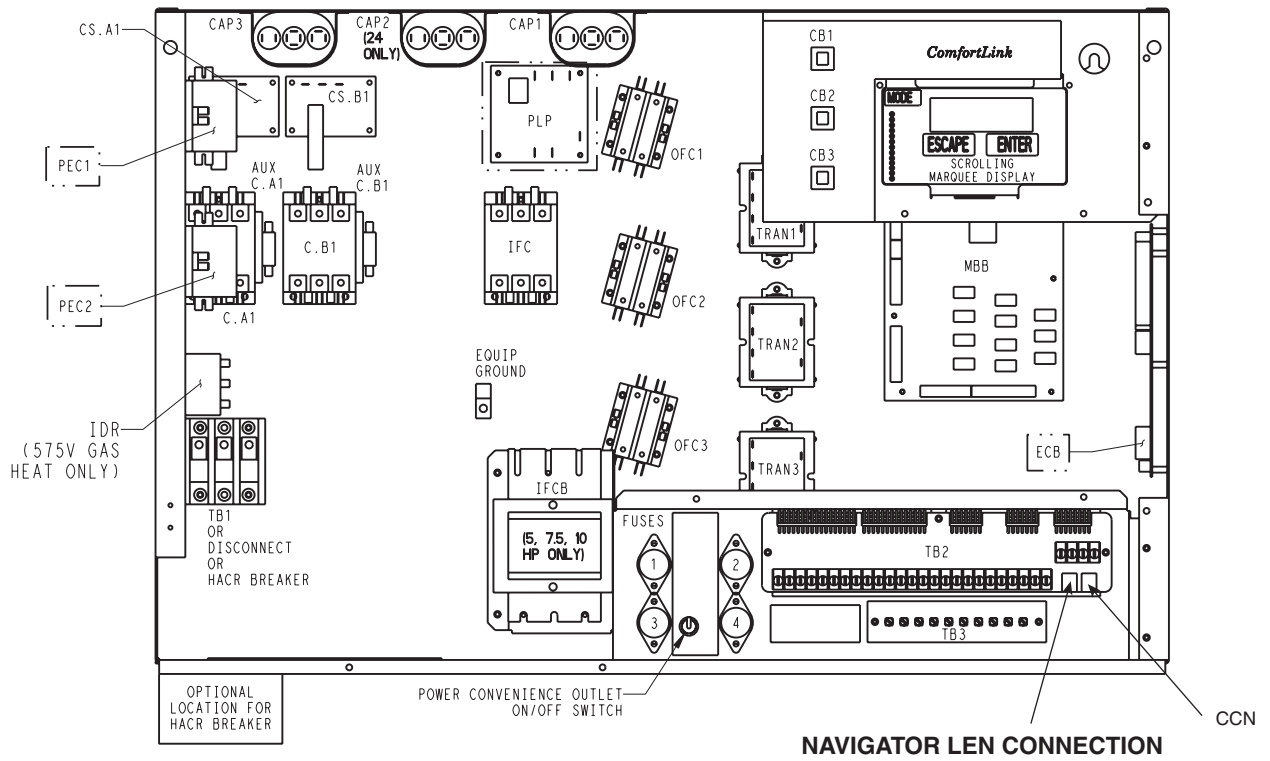 CS.A1
CAP3
CAP2
(24
ONLY)
CAP1
CB1
ComfortLink
CB2
MODE
ESCAPE
ENTER
CB3
SCROLLING
MARQUEE DISPLAY
CS.B1
PLP
OFC1
PEC1
AUX
C.A1
AUX
C.B1
C.B1
IFC
TRAN1
MBB
PEC2
C.A1
OFC2
TRAN2
EQUIP
GROUND
IDR
(575V GAS
HEAT ONLY)
OFC3
ECB
TRAN3
IFCB
(5, 7.5, 10
HP ONLY)
TB1
OR
DISCONNECT
OR
HACR BREAKER
FUSES
1
2
3
4
TB2
TB3
OPTIONAL
LOCATION FOR
HACR BREAKER
POWER CONVENIENCE OUTLET
ON/OFF SWITCH
CCN
NAVIGATOR LEN CONNECTION